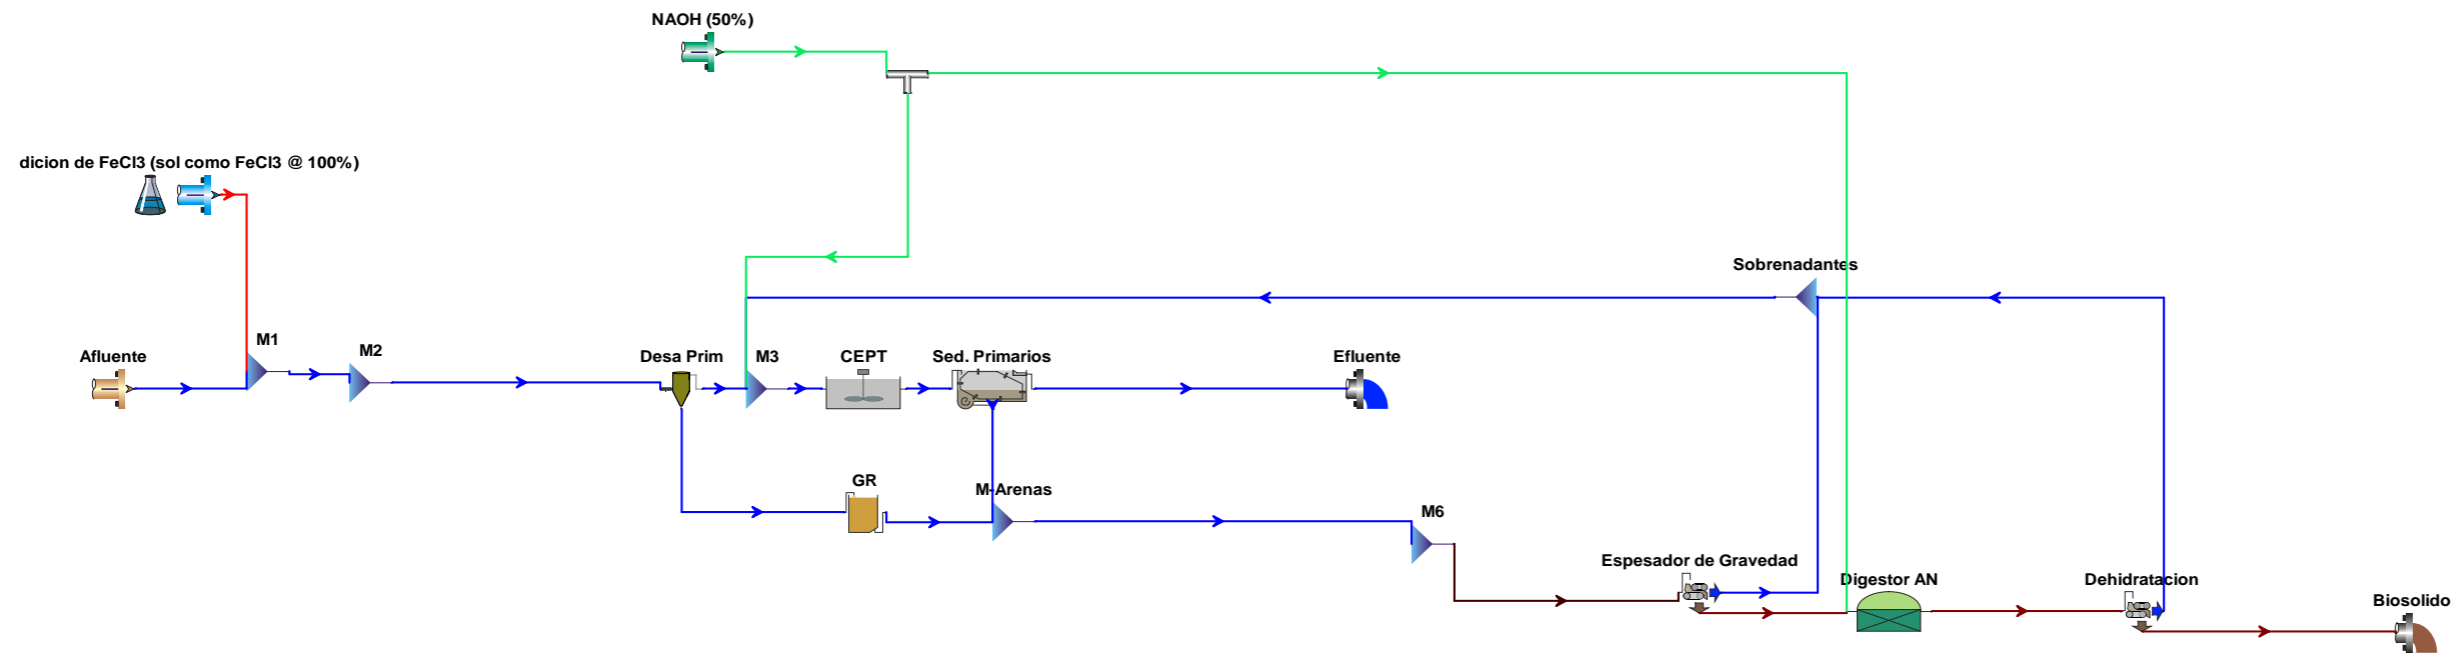 NAOH (50%)
dicion de FeCl3 (sol como FeCl3 @ 100%)
Sobrenadantes
M1
M2
Afluente
Desa Prim
M3
CEPT
Sed. Primarios
Efluente
GR
M-Arenas
M6
Espesador de Gravedad
Digestor AN
Dehidratacion
Biosolido